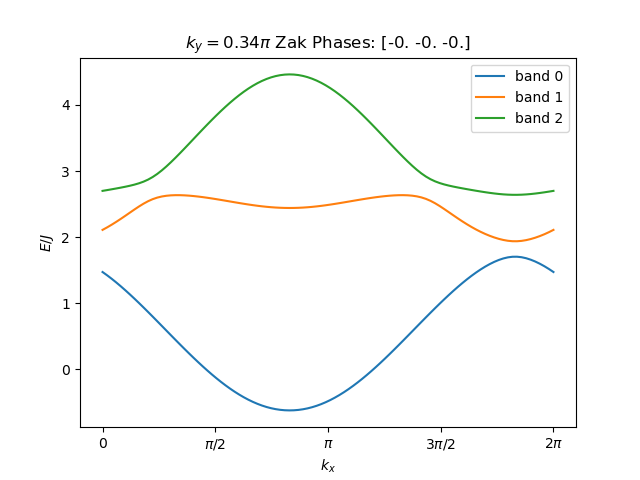 k_y = 0.34π Zak Phases: [-0. -0. -0.]
band 0
band 1
band 2
E/J
4
3
2
1
0
0 π/2 π 3π/2 2π
k_x